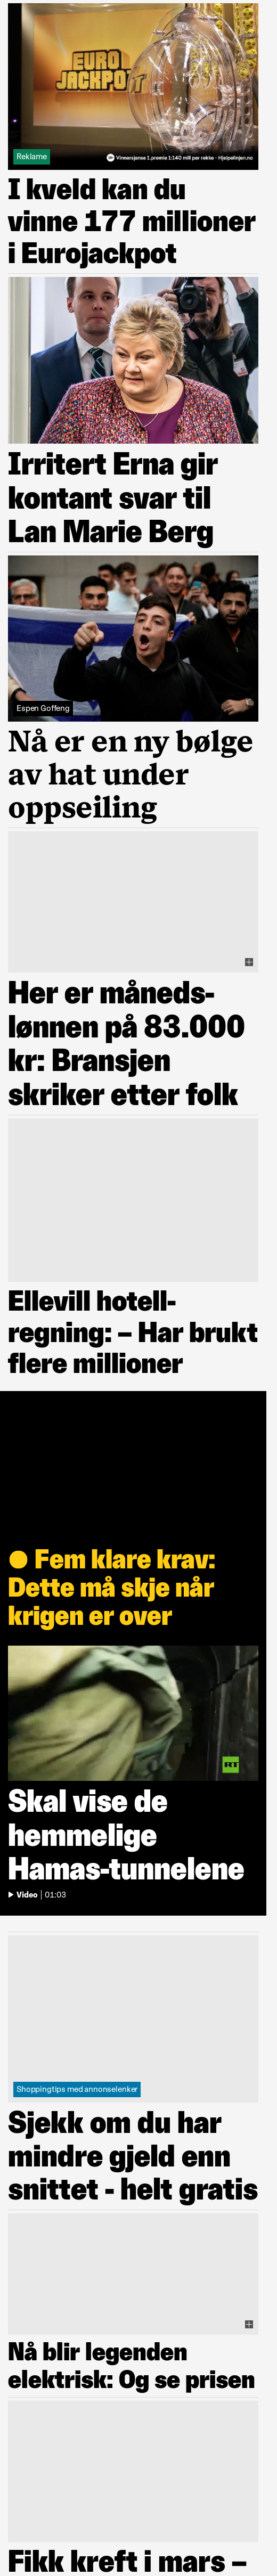 EURO
JACKPOT
Reklame
Vinnersjanse 1.premie 1:140 mill per rekke - Hjelpelinjen.no
I kveld kan du
vinne 177 millioner
i Eurojackpot
Irritert Erna gir
kontant svar til
Lan Marie Berg
Espen Goffeng
Nå er en ny bølge
av hat under
oppseiling
Her er måneds-
lønnen på 83.000
kr: Bransjen
skriker etter folk
Ellevill hotell-
regning: – Har brukt
flere millioner
Fem klare krav:
Dette må skje når
krigen er over
RT
Skal vise de
hemmelige
Hamas-tunnelene
Video | 01:03
Shoppingtips med annonselenker
Sjekk om du har
mindre gjeld enn
snittet - helt gratis
Nå blir legenden
elektrisk: Og se prisen
Fikk kreft i mars –